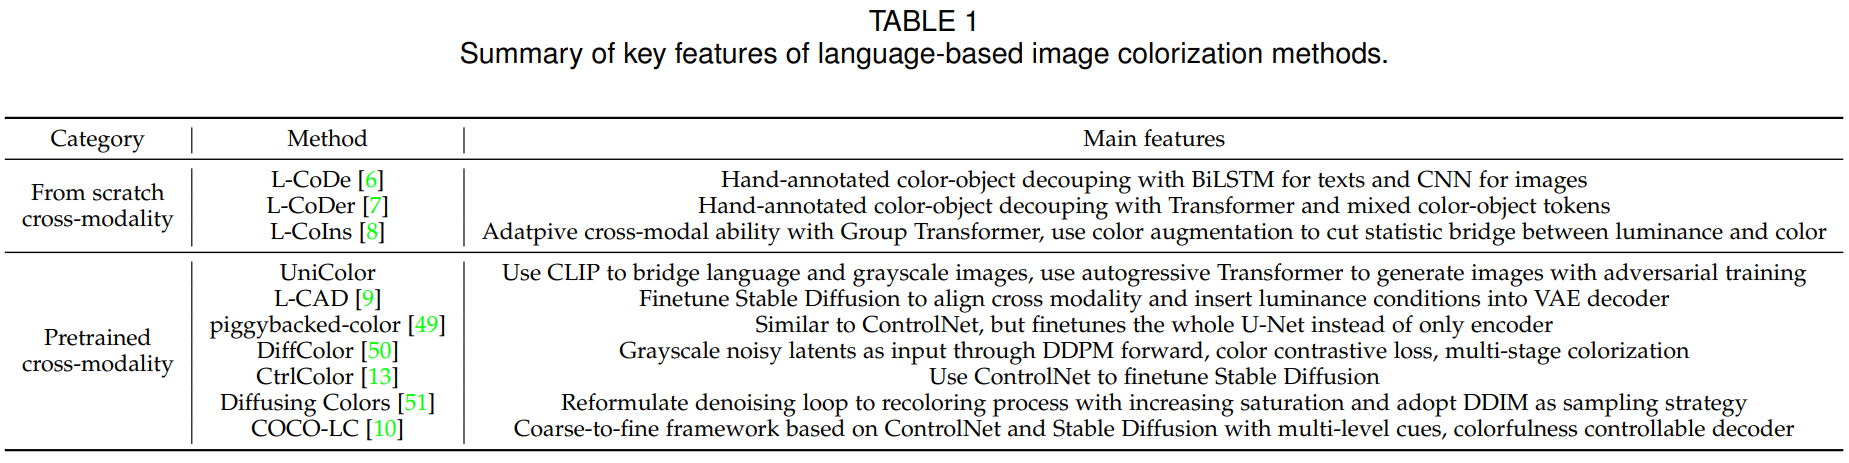 TABLE 1
Summary of key features of language-based image colorization methods.
Category Method Main features
From scratch cross-modality
L-CoDe [6] Hand-annotated color-object decouping with BiLSTM for texts and CNN for images
L-CoDer [7] Hand-annotated color-object decouping with Transformer and mixed color-object tokens
L-CoIns [8] Adatpive cross-modal ability with Group Transformer, use color augmentation to cut statistic bridge between luminance and color
Pretrained cross-modality
UniColor Use CLIP to bridge language and grayscale images, use autogressive Transformer to generate images with adversarial training
L-CAD [9] Finetune Stable Diffusion to align cross modality and insert luminance conditions into VAE decoder
piggybacked-color [49] Similar to ControlNet, but finetunes the whole U-Net instead of only encoder
DiffColor [50] Grayscale noisy latents as input through DDPM forward, color contrastive loss, multi-stage colorization
CtrlColor [13] Use ControlNet to finetune Stable Diffusion
Diffusing Colors [51] Reformulate denoising loop to recoloring process with increasing saturation and adopt DDIM as sampling strategy
COCO-LC [10] Coarse-to-fine framework based on ControlNet and Stable Diffusion with multi-level cues, colorfulness controllable decoder